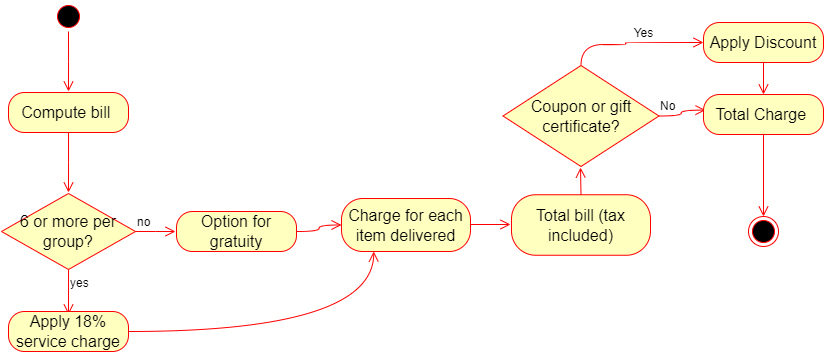 Compute bill
6 or more per
group?
no
yes
Option for
gratuity
Apply 18%
service charge
Charge for each
item delivered
Total bill (tax
included)
Coupon or gift
certificate?
Yes
No
Apply Discount
Total Charge